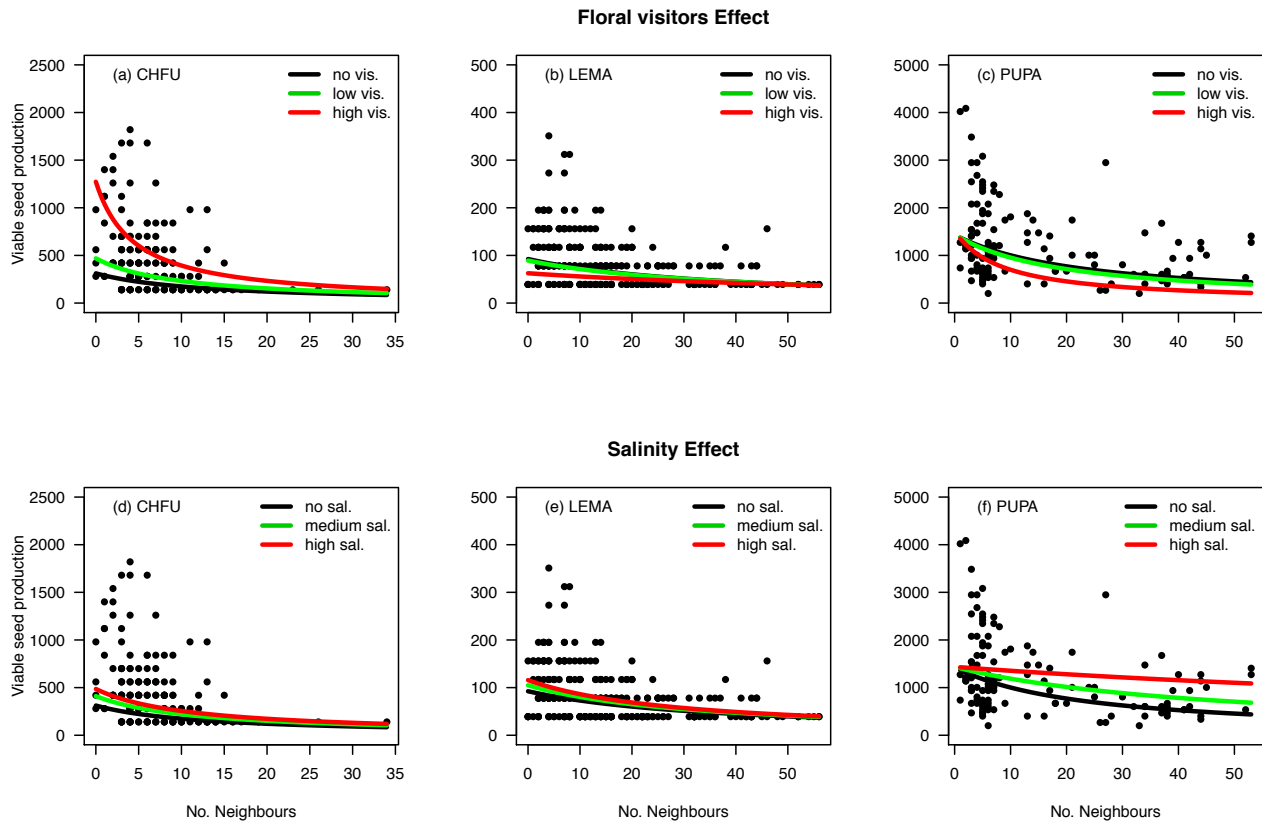 Floral visitors Effect
Viable seed production
2500
2000
1500
1000
500
0
(a) CHFU
no vis.
low vis.
high vis.
0 5 10 15 20 25 30 35
500
400
300
200
100
0
(b) LEMA
no vis.
low vis.
high vis.
0 10 20 30 40 50
5000
4000
3000
2000
1000
0
(c) PUPA
no vis.
low vis.
high vis.
0 10 20 30 40 50
Salinity Effect
Viable seed production
2500
2000
1500
1000
500
0
(d) CHFU
no sal.
medium sal.
high sal.
0 5 10 15 20 25 30 35
No. Neighbours
500
400
300
200
100
0
(e) LEMA
no sal.
medium sal.
high sal.
0 10 20 30 40 50
No. Neighbours
5000
4000
3000
2000
1000
0
(f) PUPA
no sal.
medium sal.
high sal.
0 10 20 30 40 50
No. Neighbours